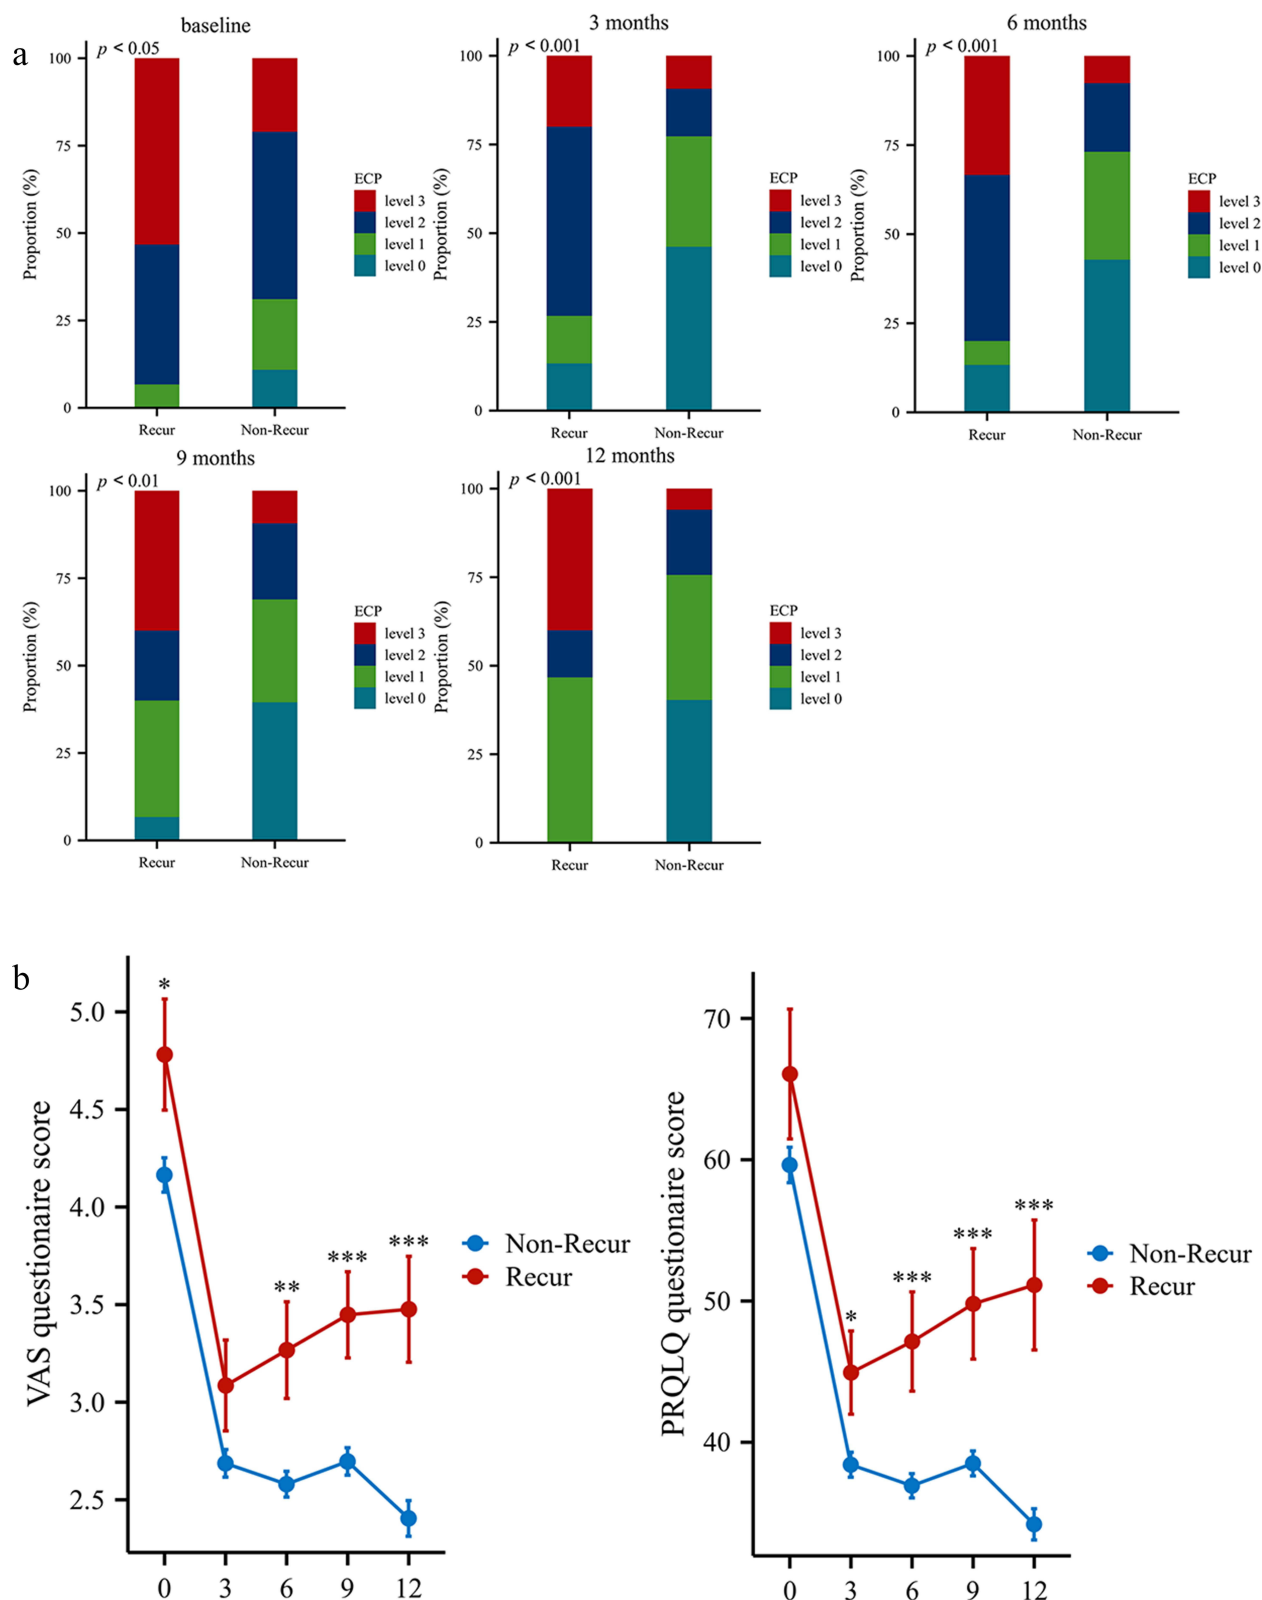 a
baseline
p < 0.05
100
75
50
25
0
Proportion (%)
Recur
Non-Recur
ECP
level 3
level 2
level 1
level 0
3 months
p < 0.001
100
75
50
25
0
Proportion (%)
Recur
Non-Recur
ECP
level 3
level 2
level 1
level 0
6 months
p < 0.001
100
75
50
25
0
Proportion (%)
Recur
Non-Recur
ECP
level 3
level 2
level 1
level 0
9 months
p < 0.01
100
75
50
25
0
Proportion (%)
Recur
Non-Recur
ECP
level 3
level 2
level 1
level 0
12 months
p < 0.001
100
75
50
25
0
Proportion (%)
Recur
Non-Recur
ECP
level 3
level 2
level 1
level 0
b
VAS questionaire score
5.0
4.5
4.0
3.5
3.0
2.5
*
**
***
***
0 3 6 9 12
Non-Recur
Recur
PRQLQ questionaire score
70
60
50
40
*
***
***
***
0 3 6 9 12
Non-Recur
Recur